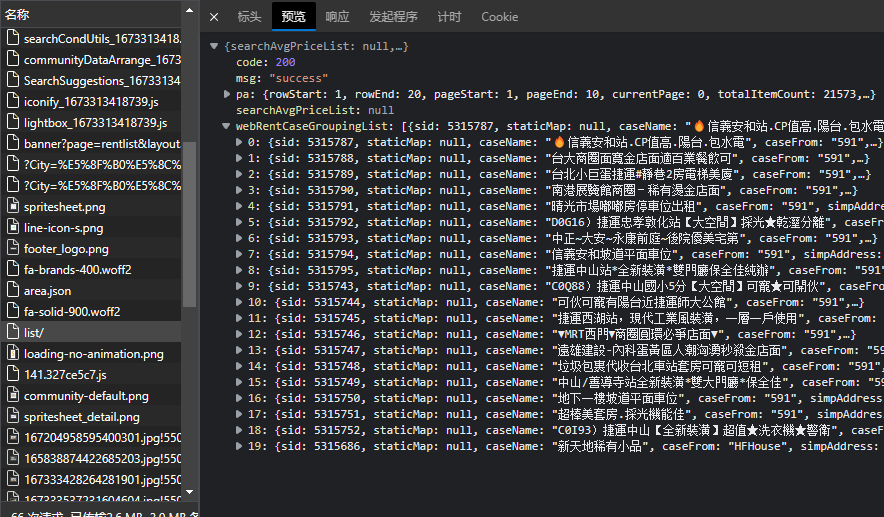 名称
searchCondUtils_1673313418.
communityDataArrange_1673
SearchSuggestions_16733134
iconify_1673313418739.js
lightbox_1673313418739.js
banner?page=rentlist&layout
?City=%E5%8F%B0%E5%8C%
?City=%E5%8F%B0%E5%8C%
spritesheet.png
line-icon-s.png
footer_logo.png
fa-brands-400.woff2
area.json
fa-solid-900.woff2
list/
loading-no-animation.png
141.327ce5c7.js
community-default.png
spritesheet_detail.png
167204958595400301.jpg!550
165838874422685203.jpg!550
167333428264281901.jpg!550
167333537231604604.jpg!550
66 次请求 已传输2.6 MB 3.0 MB 条
标头 预览 响应 发起程序 计时 Cookie
{searchAvgPriceList: null,…}
code: 200
msg: "success"
pa: {rowStart: 1, rowEnd: 20, pageStart: 1, pageEnd: 10, currentPage: 0, totalItemCount: 21573,…
searchAvgPriceList: null
webRentCaseGroupingList: [{sid: 5315787, staticMap: null, caseName: "🔥信義安和站.CP值高.陽台.包水電
0: {sid: 5315787, staticMap: null, caseName: "🔥信義安和站.CP值高.陽台.包水電", caseFrom: "591",…
1: {sid: 5315788, staticMap: null, caseName: "台大商圈面寬金店面適百業餐飲可", caseFrom: "591",…}
2: {sid: 5315789, staticMap: null, caseName: "台北小巨蛋捷運#靜巷2房電梯美廈", caseFrom: "591",…}
3: {sid: 5315790, staticMap: null, caseName: "南港展覽館商圈－稀有燙金店面", caseFrom: "591",…}
4: {sid: 5315791, staticMap: null, caseName: "晴光市場嘟嘟房停車位出租", caseFrom: "591", simpAddres
5: {sid: 5315792, staticMap: null, caseName: "D0G16）捷運忠孝敦化站【大空間】採光★乾溼分離", caseF
6: {sid: 5315793, staticMap: null, caseName: "中正~大安~永康前庭~後院優美宅第", caseFrom: "591",…}
7: {sid: 5315794, staticMap: null, caseName: "信義安和坡道平面車位", caseFrom: "591", simpAddress:
8: {sid: 5315795, staticMap: null, caseName: "捷運中山站*全新裝潢*雙門廳保全佳純辦", caseFrom: "59
9: {sid: 5315743, staticMap: null, caseName: "C0Q88）捷運中山國小5分【大空間】可寵★可開伙", caseFr
10: {sid: 5315744, staticMap: null, caseName: "可伙可寵有陽台近捷運師大公館", caseFrom: "591",…}
11: {sid: 5315745, staticMap: null, caseName: "捷運西湖站，現代工業風裝潢，一層一戶使用", caseFrom:
12: {sid: 5315746, staticMap: null, caseName: "▼MRT西門▼商圈圓環必爭店面▼", caseFrom: "591",…}
13: {sid: 5315747, staticMap: null, caseName: "遠雄建設-內科蛋黃區人潮洶湧秒殺金店面", caseFrom: "5
14: {sid: 5315748, staticMap: null, caseName: "垃圾包裹代收台北車站套房可寵可短租", caseFrom: "591"
15: {sid: 5315749, staticMap: null, caseName: "中山/善導寺站全新裝潢*雙大門廳*保全佳", caseFrom: "5
16: {sid: 5315750, staticMap: null, caseName: "地下一樓坡道平面車位", caseFrom: "591", simpAddress
17: {sid: 5315751, staticMap: null, caseName: "超棒美套房.採光機能佳", caseFrom: "591", simpAddres
18: {sid: 5315752, staticMap: null, caseName: "C0I93）捷運中山【全新裝潢】超值★洗衣機★警衛", caseF
19: {sid: 5315686, staticMap: null, caseName: "新天地稀有小品", caseFrom: "HFHouse", simpAddress: